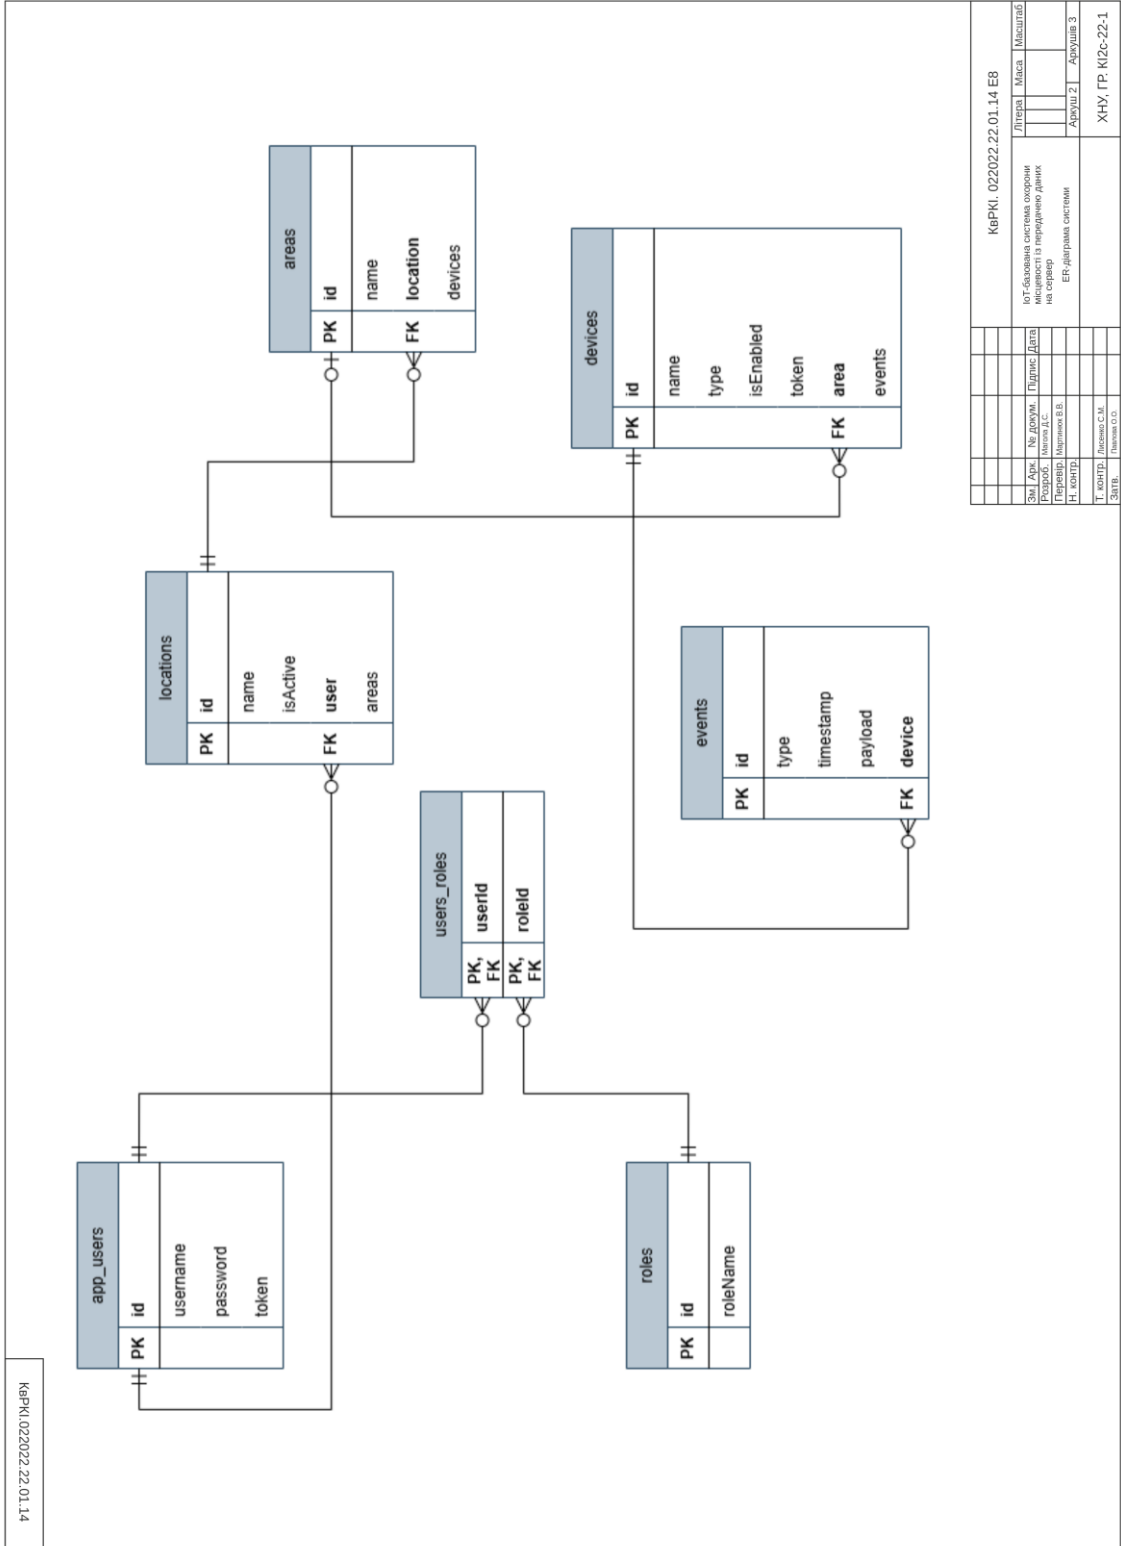 КвРКІ.022022.22.01.14
app_users
PK id
username
password
token
locations
PK id
name
isActive
FK user
areas
areas
PK id
name
FK location
devices
users_roles
PK, FK userId
PK, FK roleId
roles
PK id
roleName
devices
PK id
name
type
isEnabled
token
FK area
events
events
PK id
type
timestamp
payload
FK device
КвРКІ. 022022.22.01.14 Е8
Зм. Арк. № докум. Підпис Дата
Розроб. Магола Д.С.
Перевір. Мартинюк В.В.
Н. контр.
Т. контр. Лисенко С.М.
Затв. Павлова О.О.
ІоТ-базована система охорони
місцевості із передачею даних
на сервер
ER-діаграма системи
Літера Маса Масштаб
Аркуш 2 Аркушів 3
ХНУ, ГР. КІ2с-22-1